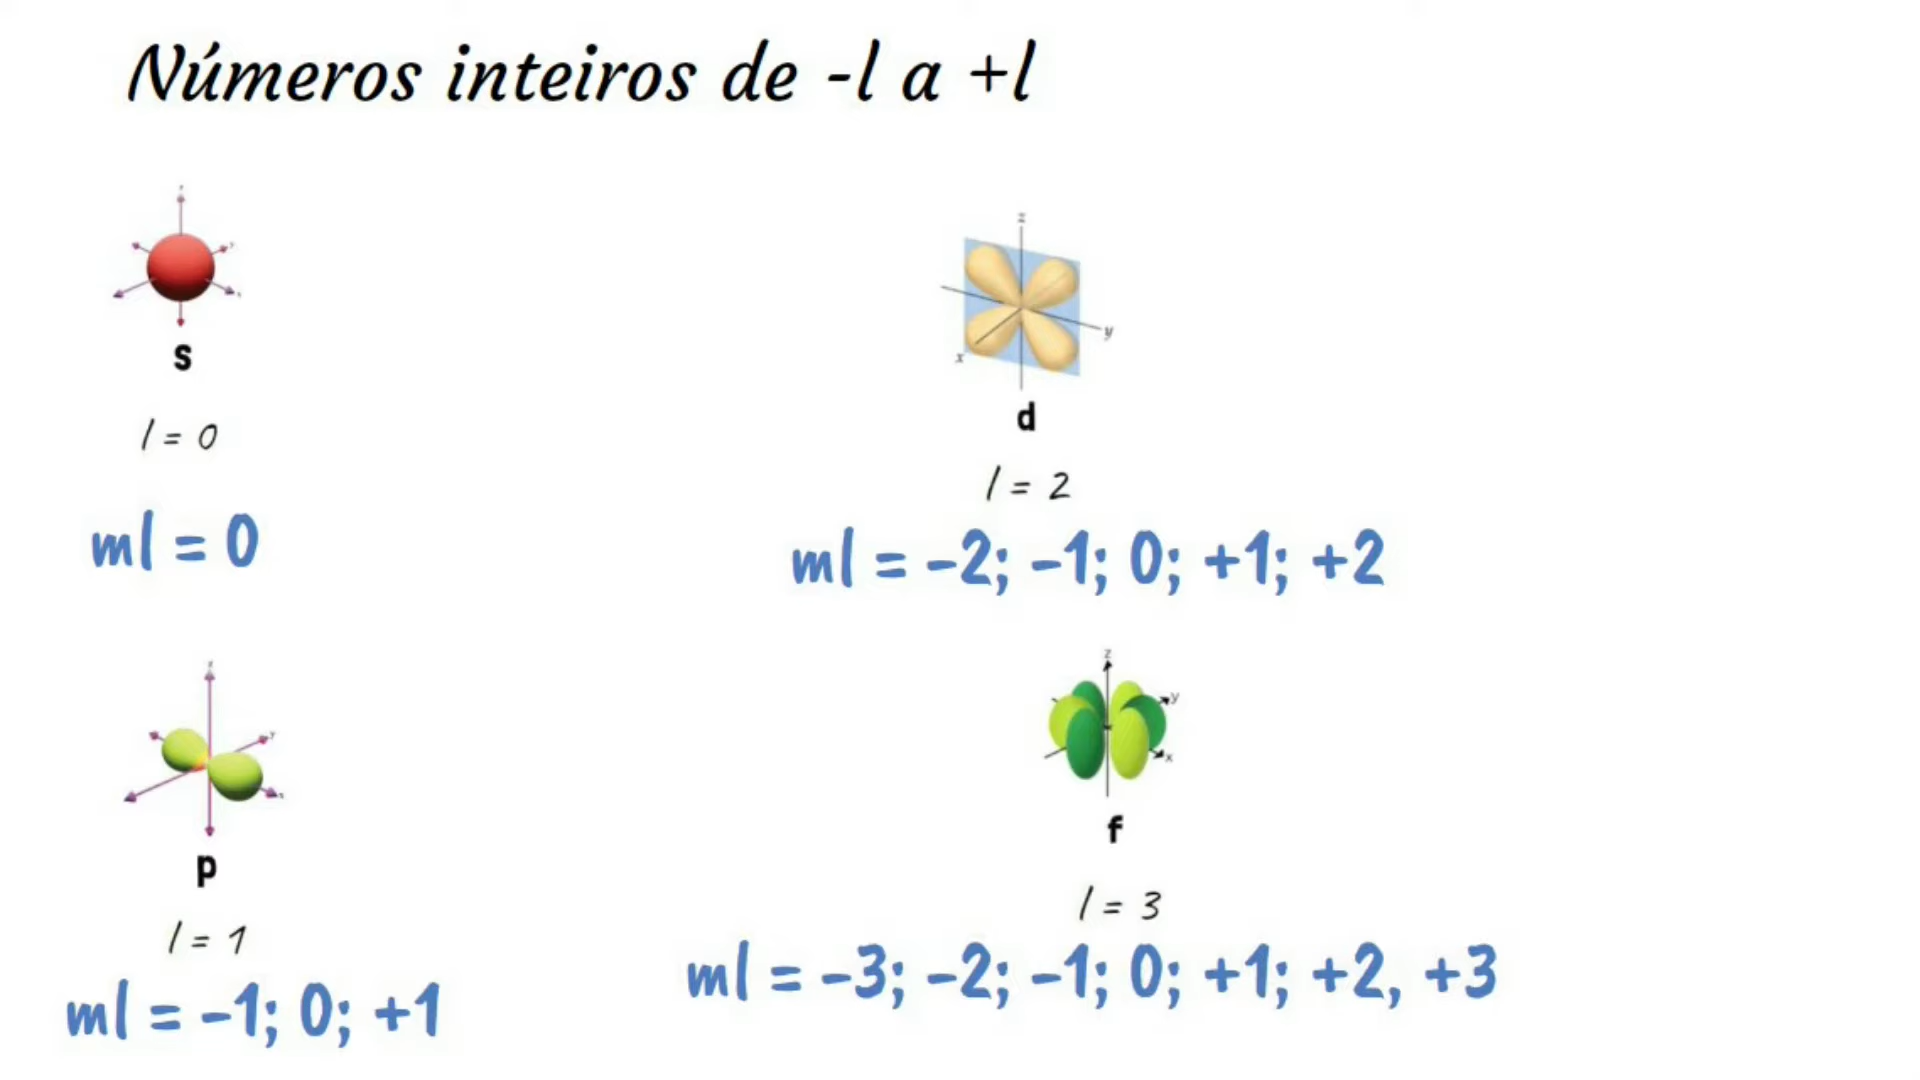 Números inteiros de -l a +l
s
l = 0
ml = 0
z
y
x
d
l = 2
ml = -2; -1; 0; +1; +2
p
l = 1
ml = -1; 0; +1
z
y
x
f
l = 3
ml = -3; -2; -1; 0; +1; +2, +3